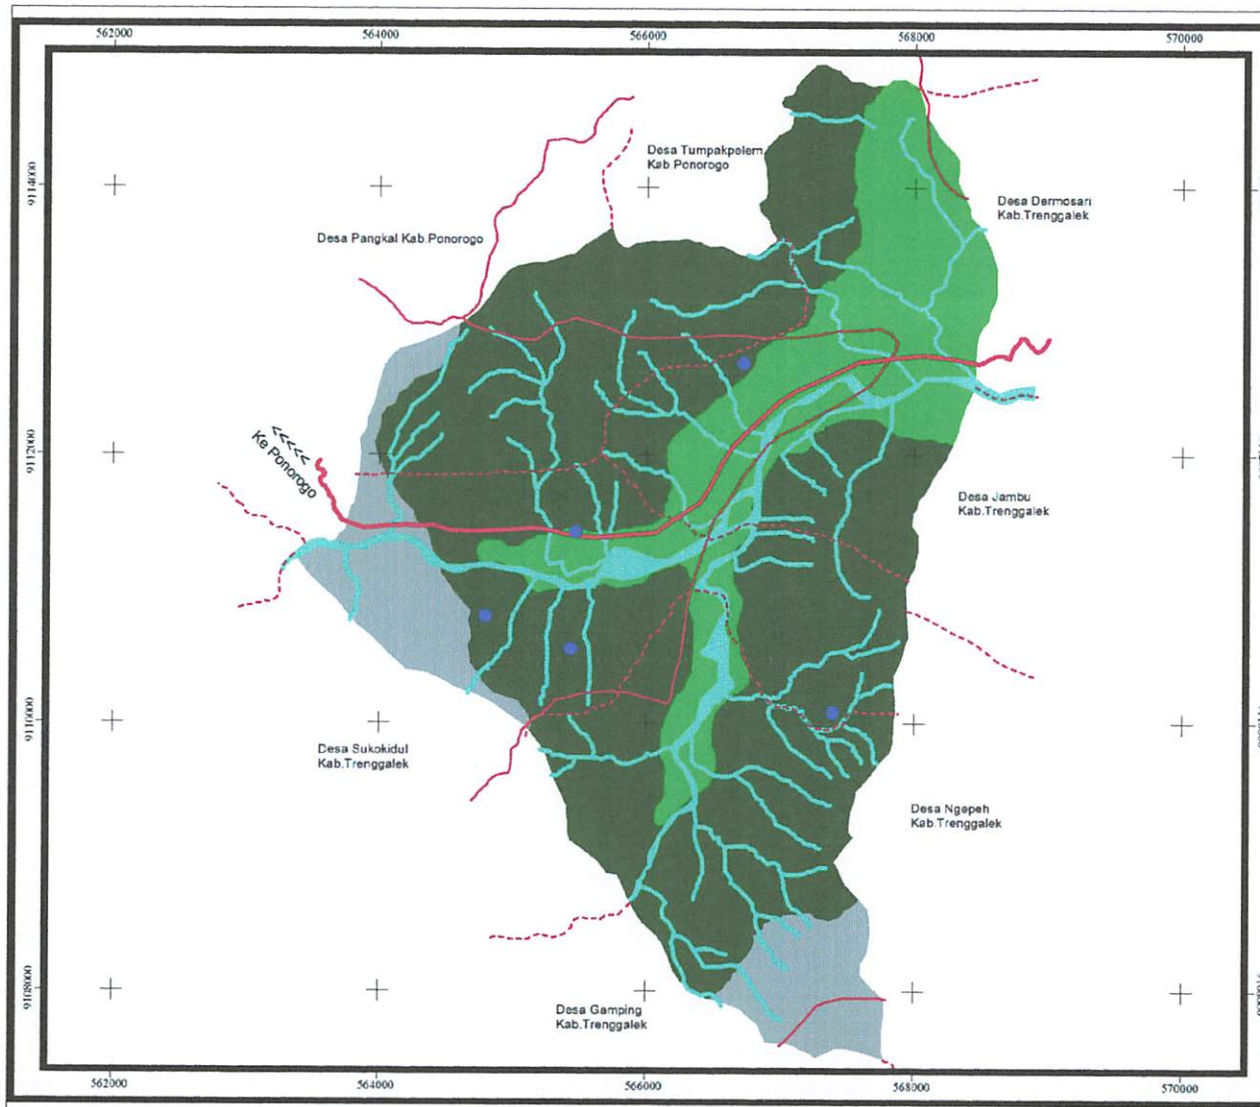 562000
564000
566000
568000
570000
9114000
Desa Tumpakpelem
Kab.Ponorogo
Desa Dermosari
Kab.Trenggalek
Desa Pangkal Kab.Ponorogo
9112000
<<<<<
Ke Ponorogo
Desa Jambu
Kab.Trenggalek
Desa Sukokidul
Kab.Trenggalek
Desa Ngepeh
Kab.Trenggalek
9108000
Desa Gamping
Kab.Trenggalek
562000
564000
566000
568000
570000